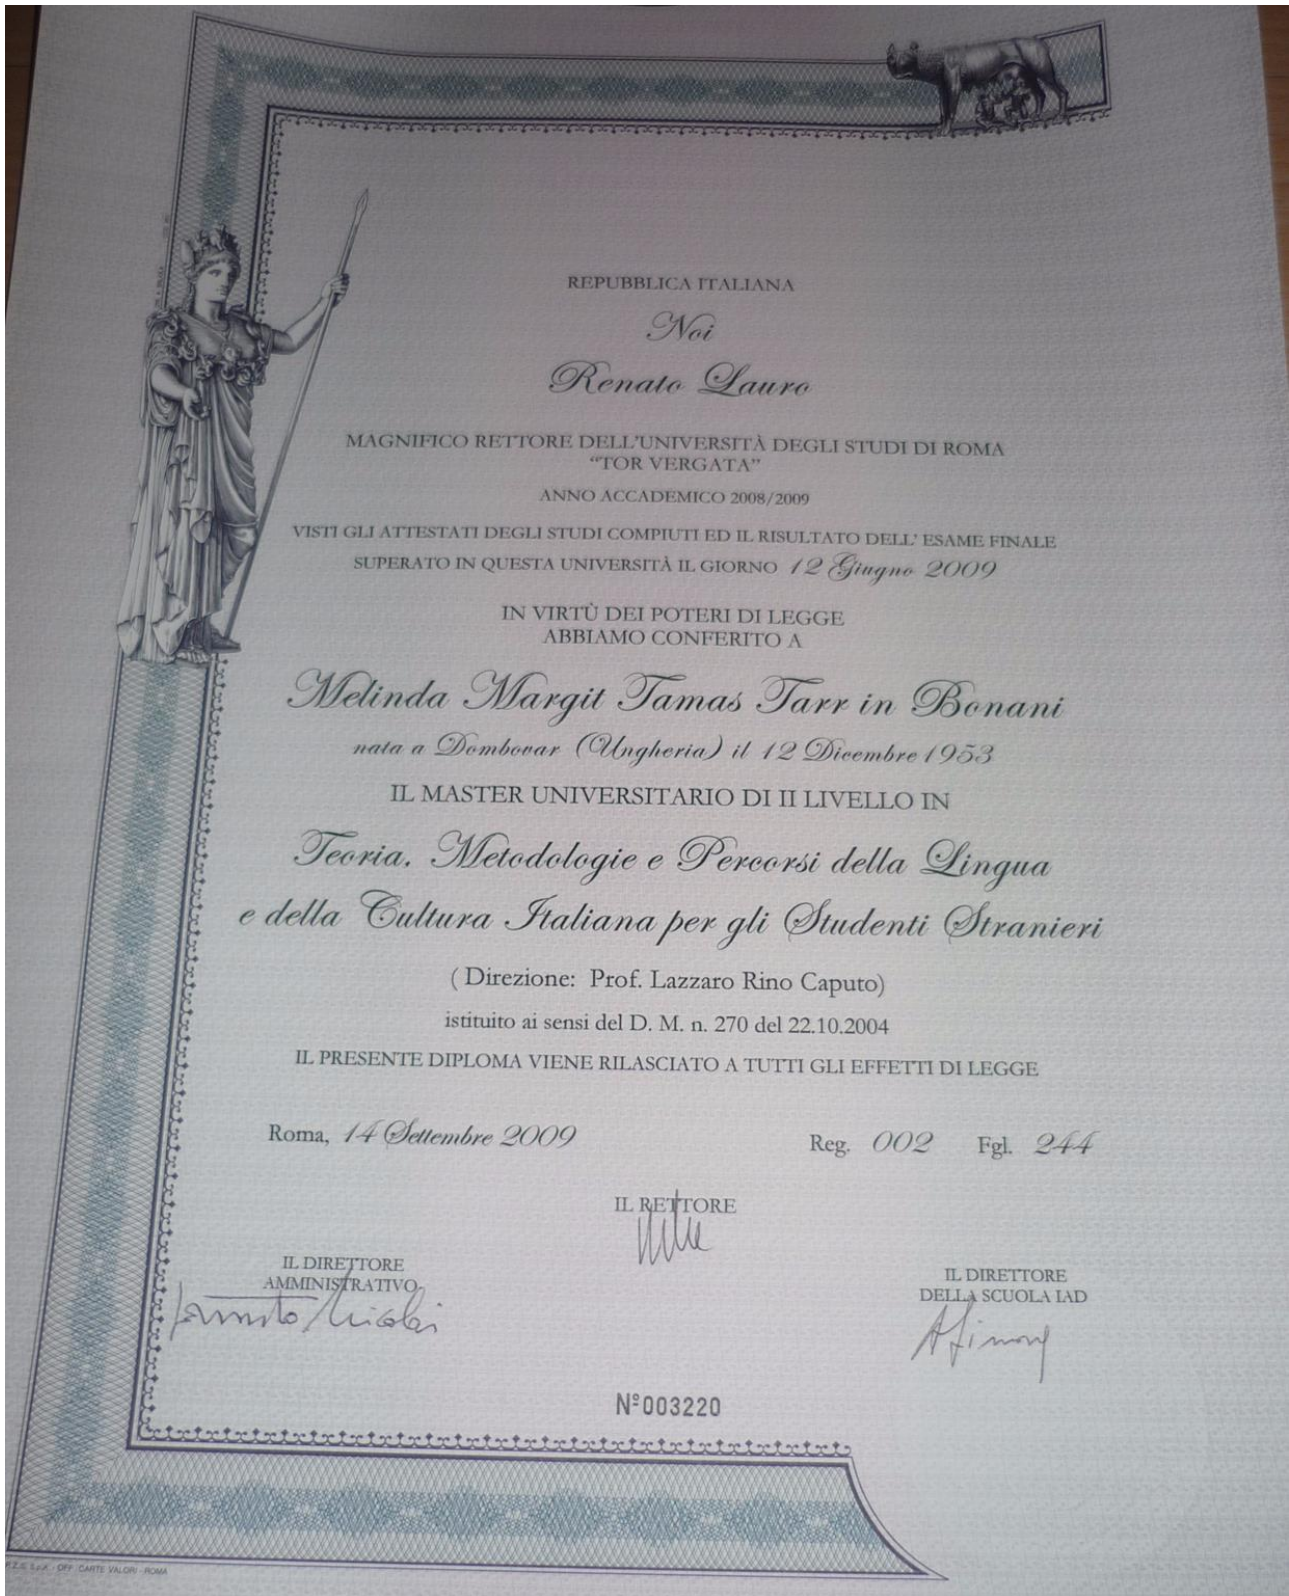 REPUBBLICA ITALIANA
Noi
Renato Lauro
MAGNIFICO RETTORE DELL'UNIVERSITÀ DEGLI STUDI DI ROMA
"TOR VERGATA"
ANNO ACCADEMICO 2008/2009
VISTI GLI ATTESTATI DEGLI STUDI COMPIUTI ED IL RISULTATO DELL' ESAME FINALE
SUPERATO IN QUESTA UNIVERSITÀ IL GIORNO 12 Giugno 2009
IN VIRTÙ DEI POTERI DI LEGGE
ABBIAMO CONFERITO A
Melinda Margit Tamas Tarr in Bonani
nata a Dombovar (Ungheria) il 12 Dicembre 1953
IL MASTER UNIVERSITARIO DI II LIVELLO IN
Teoria, Metodologie e Percorsi della Lingua
e della Cultura Italiana per gli Studenti Stranieri
( Direzione: Prof. Lazzaro Rino Caputo)
istituito ai sensi del D. M. n. 270 del 22.10.2004
IL PRESENTE DIPLOMA VIENE RILASCIATO A TUTTI GLI EFFETTI DI LEGGE
Roma, 14 Settembre 2009 Reg. 002 Fgl. 244
IL RETTORE
IL DIRETTORE
AMMINISTRATIVO
IL DIRETTORE
DELLA SCUOLA IAD
Nº003220
OFF. CARTE VALORI - ROMA